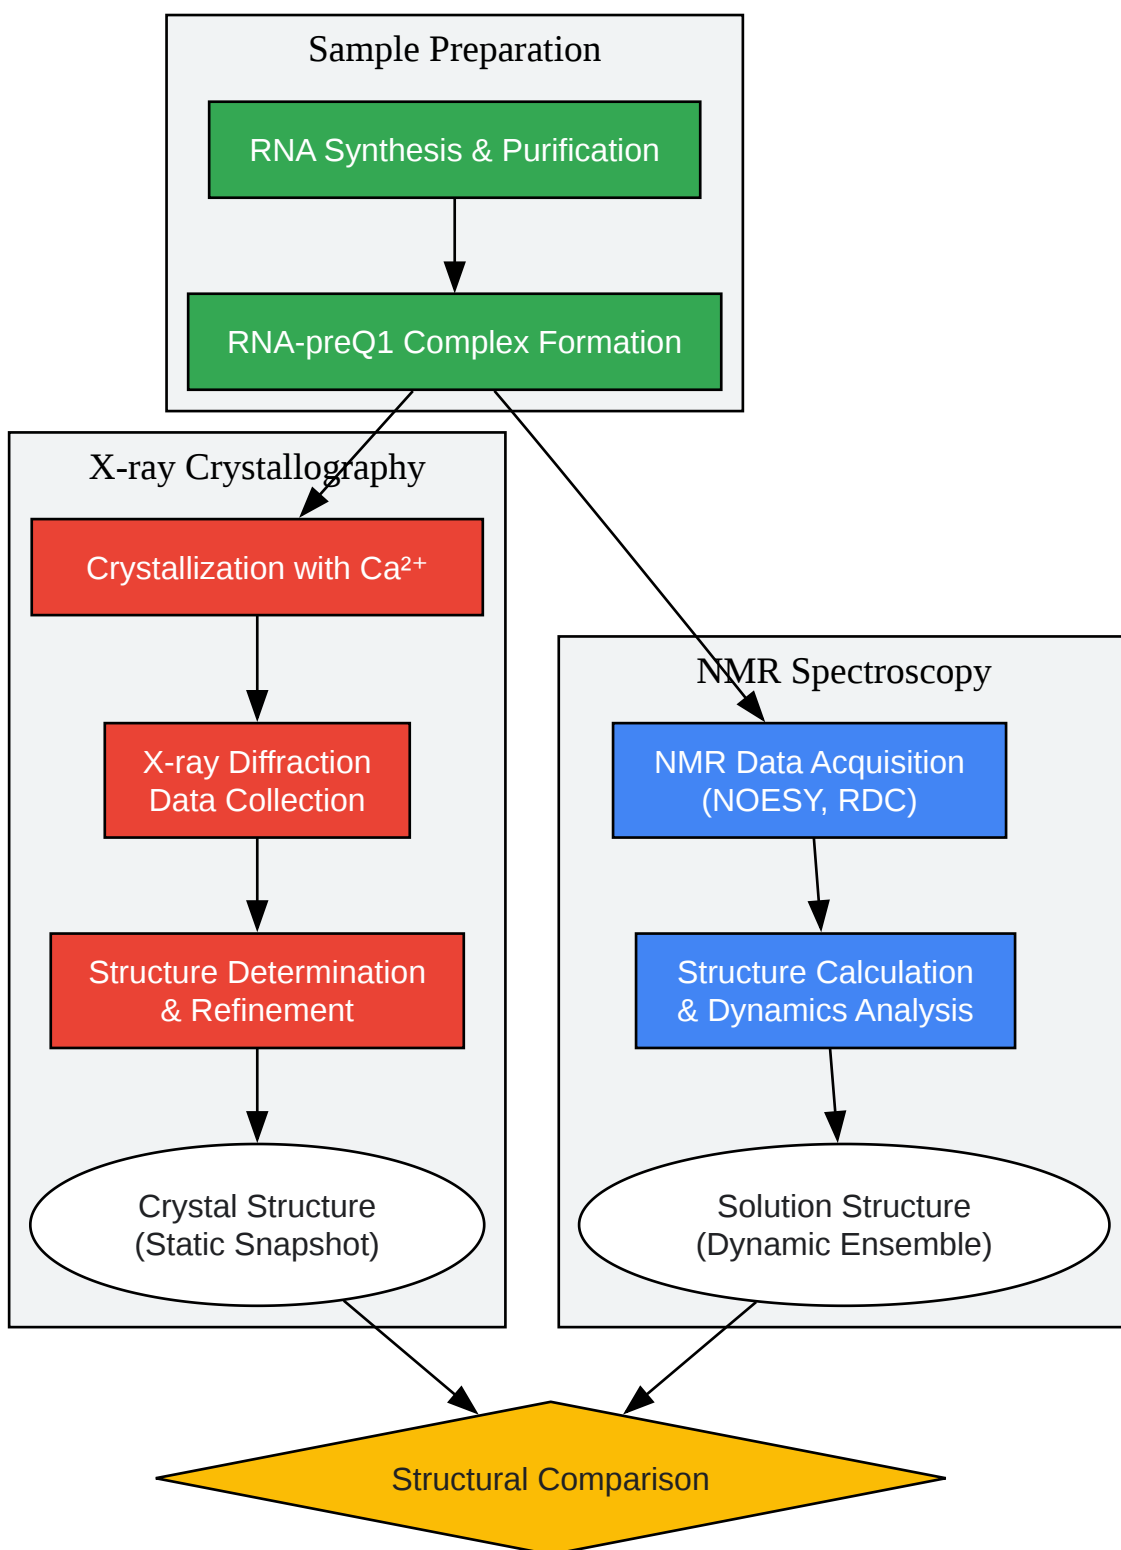 Sample Preparation
RNA Synthesis & Purification
RNA-preQ1 Complex Formation
X-ray Crystallography
Crystallization with Ca²⁺
X-ray Diffraction
Data Collection
Structure Determination
& Refinement
Crystal Structure
(Static Snapshot)
NMR Spectroscopy
NMR Data Acquisition
(NOESY, RDC)
Structure Calculation
& Dynamics Analysis
Solution Structure
(Dynamic Ensemble)
Structural Comparison